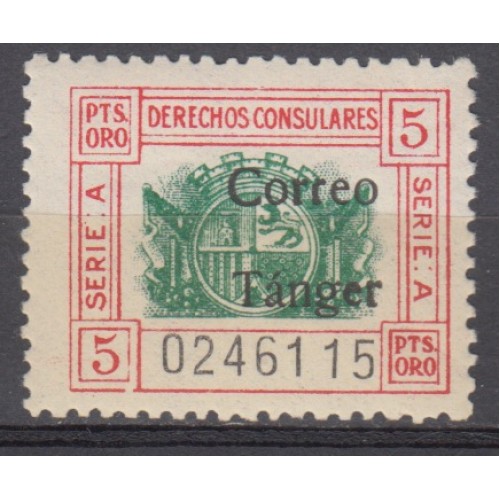 PTS. ORO
DERECHOS CONSULARES
5
SERIE: A
Correo
Tánger
SERIE: A
5
0246115
PTS. ORO